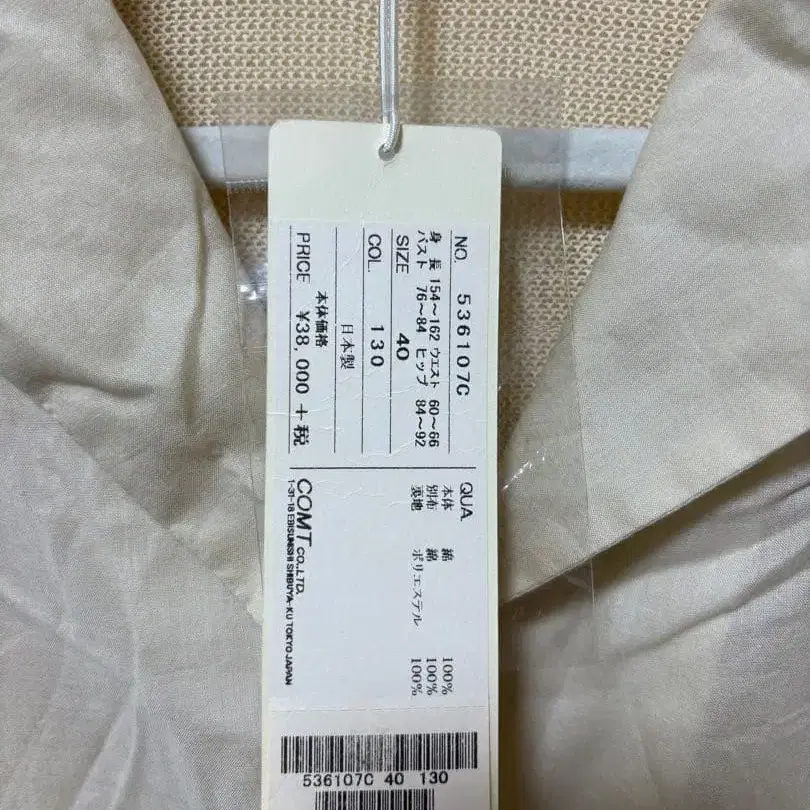 NO. 536107C
身長 154～162 ウエスト 60～66
バスト 76～84 ヒップ 84～92
SIZE 40
COL. 130
日本製
本体価格
PRICE ¥38,000 +税
QUA.
本体 綿 100%
別布 綿 100%
裏地 ポリエステル 100%
COMT CO.,LTD.
1-31-18 EBISUNISHI SHIBUYA-KU TOKYO JAPAN
536107C 40 130